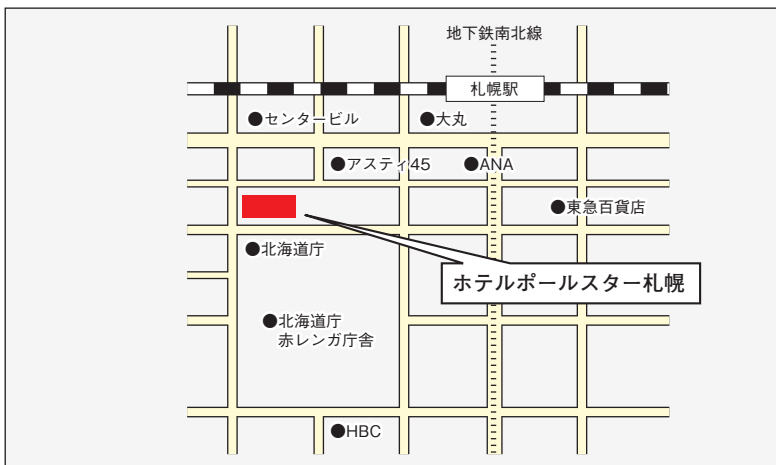 地下鉄南北線
札幌駅
●センタービル
●大丸
●アスティ45
●ANA
●東急百貨店
●北海道庁
ホテルポールスター札幌
●北海道庁
赤レンガ庁舎
●HBC